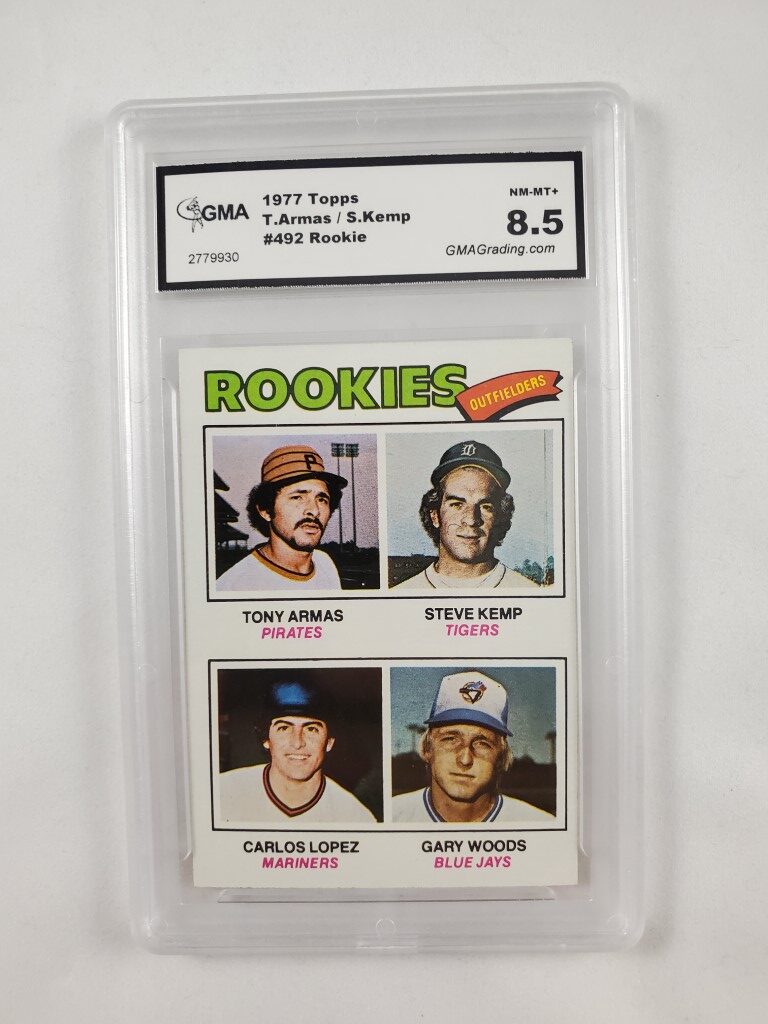 GMA
1977 Topps
T.Armas / S.Kemp
#492 Rookie
2779930
NM-MT+
8.5
GMAGrading.com
ROOKIES
OUTFIELDERS
P
D
TONY ARMAS
PIRATES
STEVE KEMP
TIGERS
CARLOS LOPEZ
MARINERS
GARY WOODS
BLUE JAYS